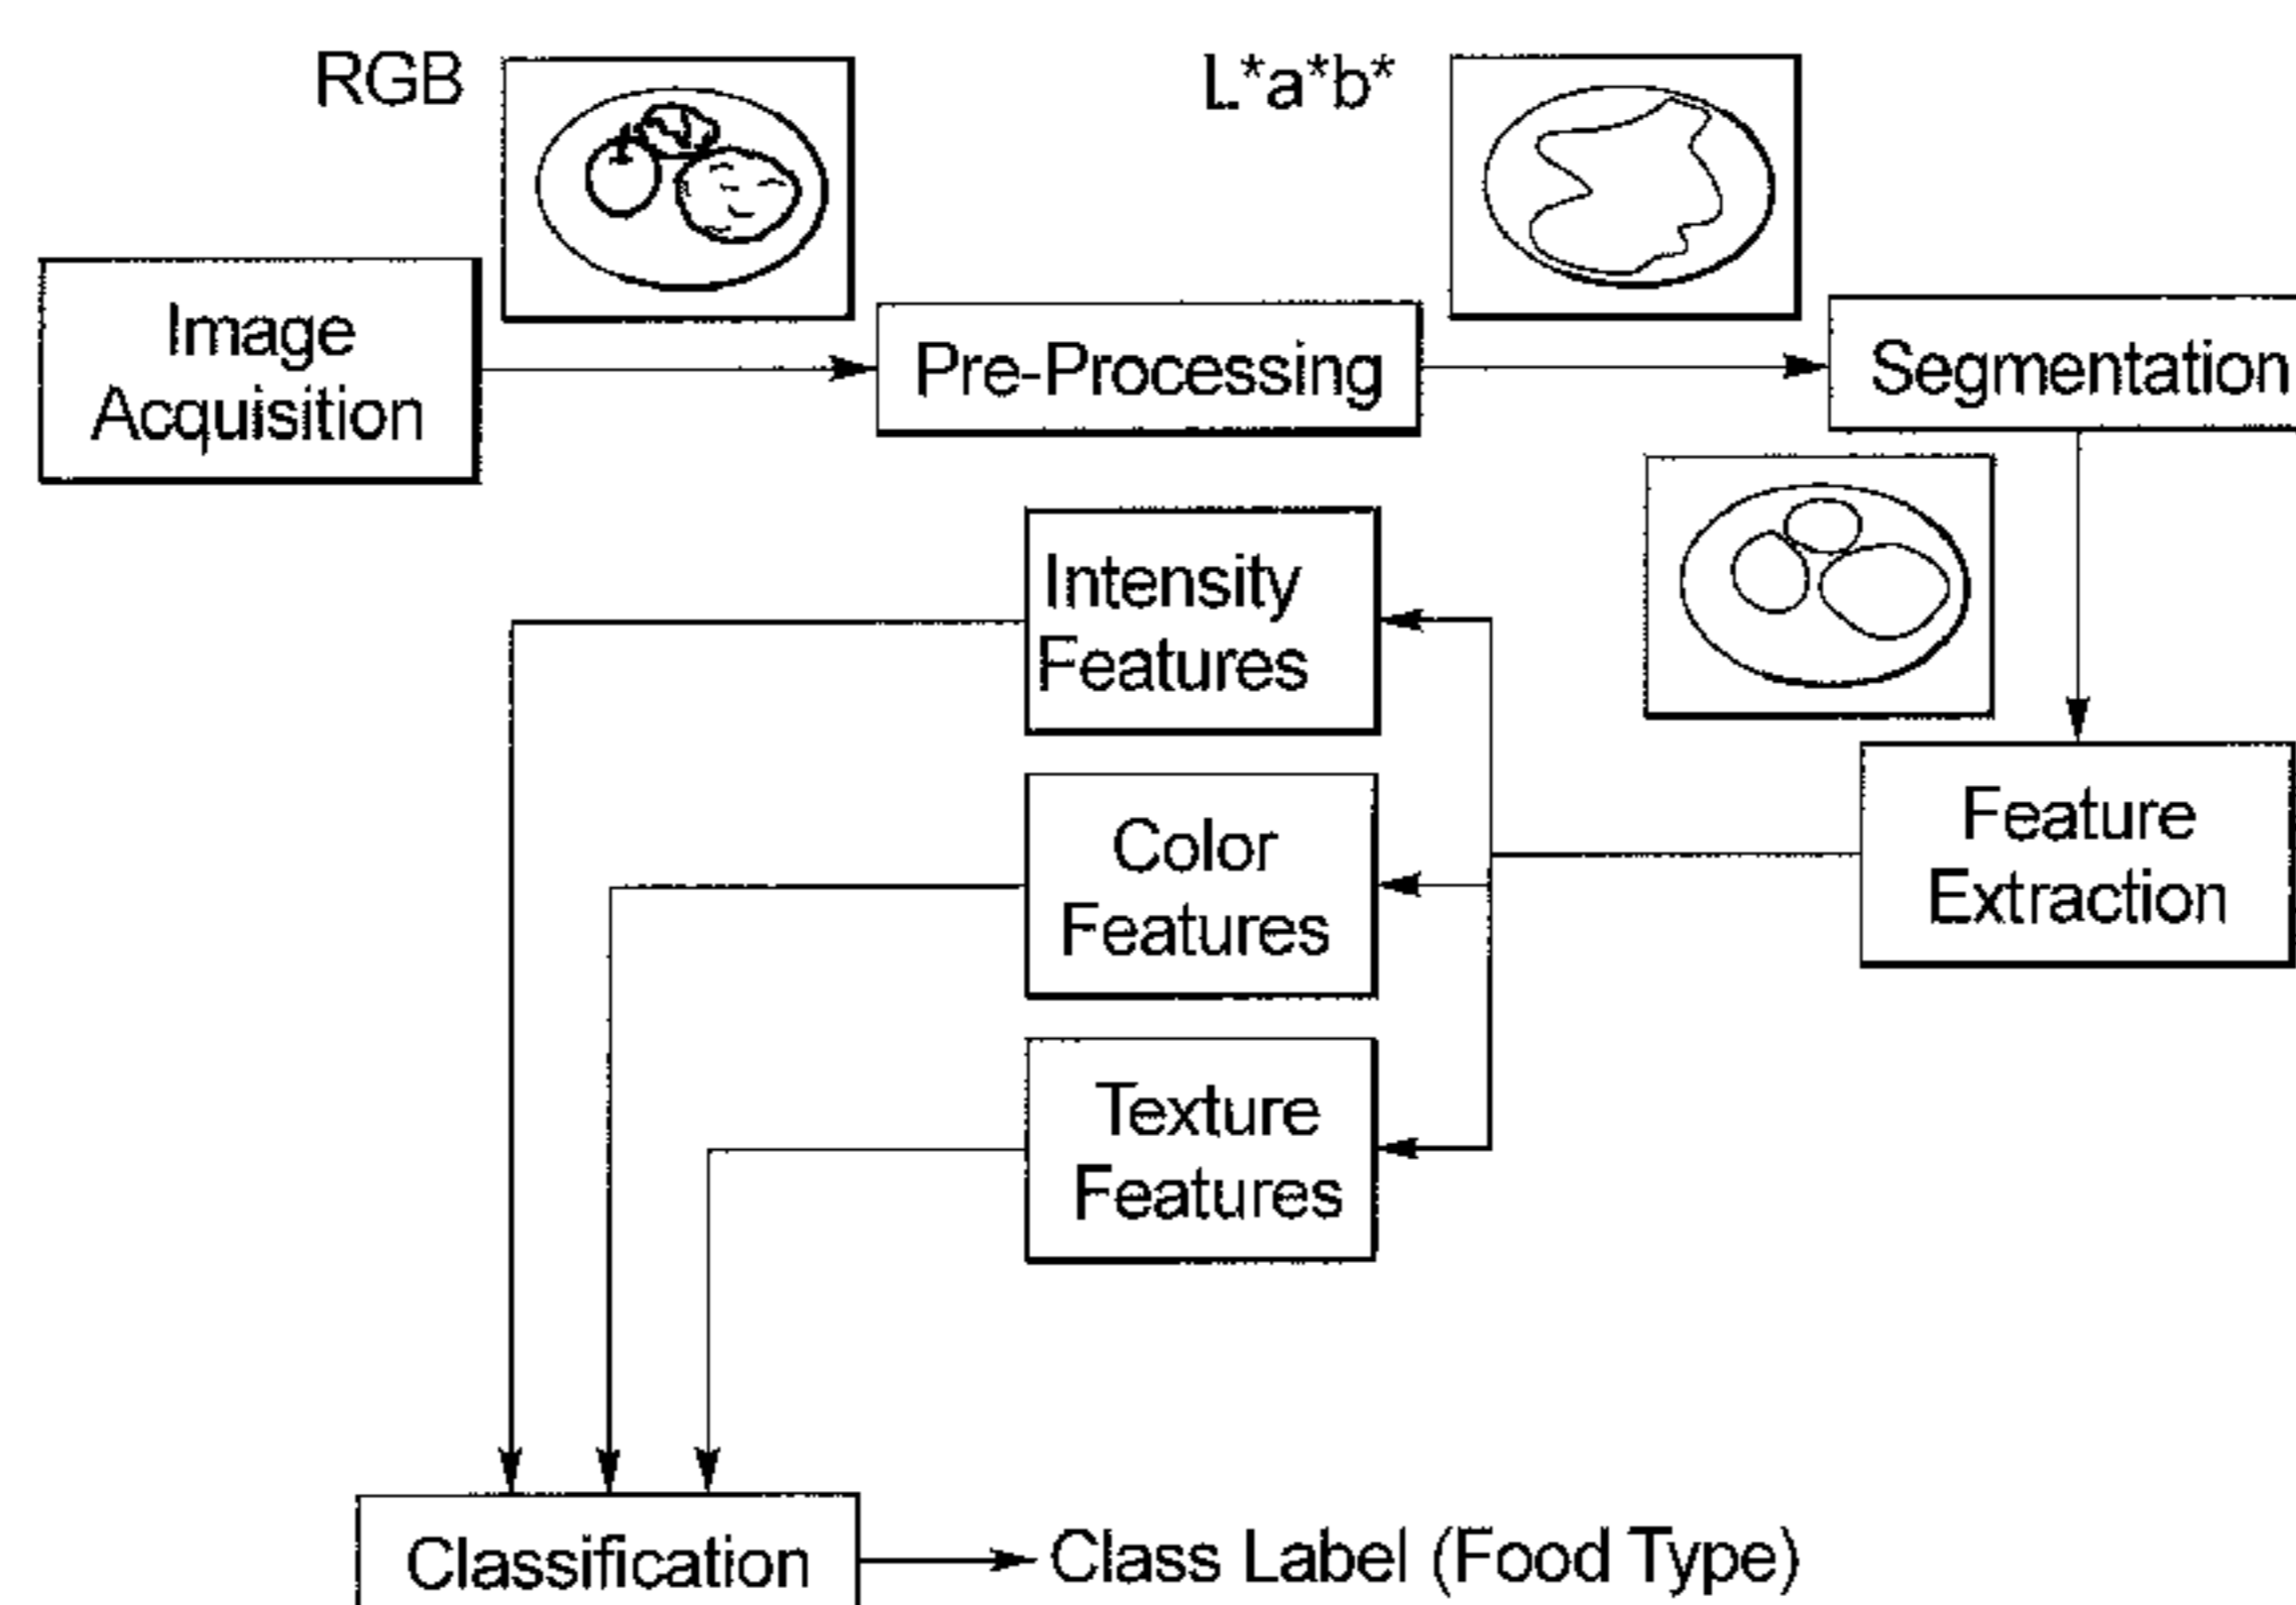 RGB
L*a*b*
Image
Acquisition
Pre-Processing
Segmentation
Intensity
Features
Color
Features
Feature
Extraction
Texture
Features
Classification
Class Label (Food Type)